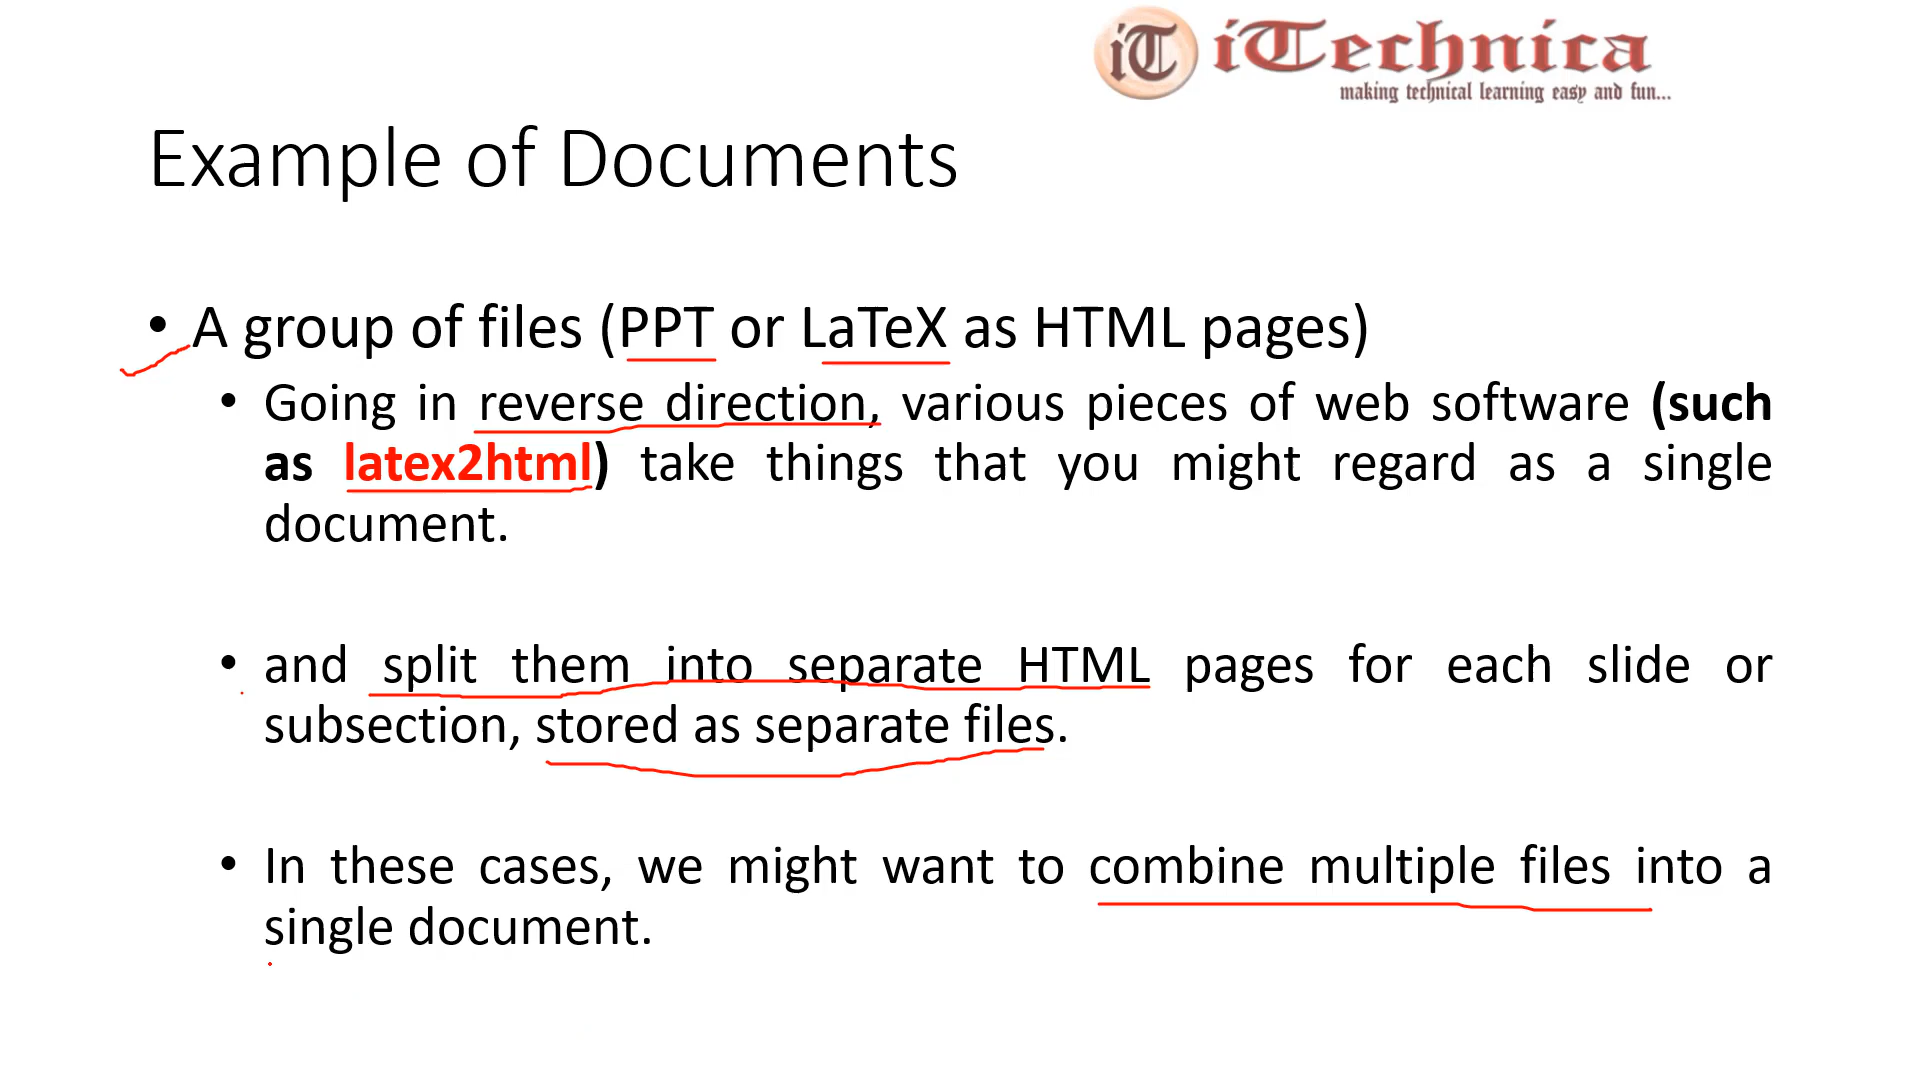 iT iTechnica
making technical learning easy and fun...
Example of Documents
• A group of files (PPT or LaTeX as HTML pages)
• Going in reverse direction, various pieces of web software (such
as latex2html) take things that you might regard as a single
document.
• and split them into separate HTML pages for each slide or
subsection, stored as separate files.
• In these cases, we might want to combine multiple files into a
single document.